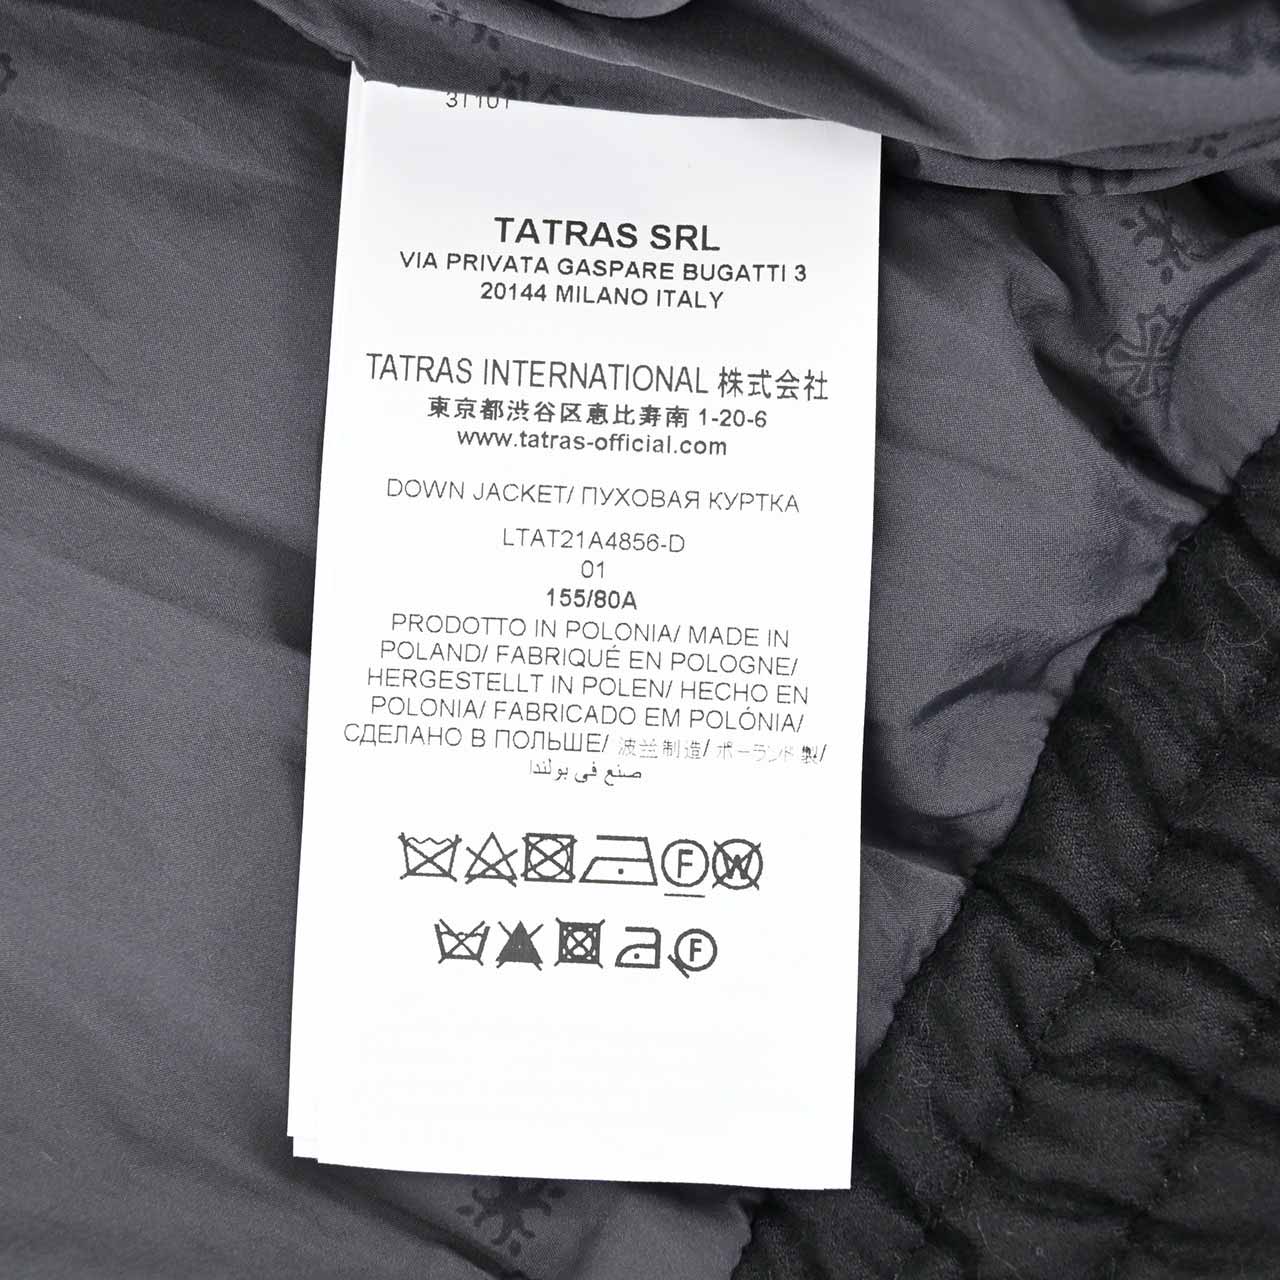 31101
TATRAS SRL
VIA PRIVATA GASPARE BUGATTI 3
20144 MILANO ITALY
TATRAS INTERNATIONAL 株式会社
東京都渋谷区恵比寿南 1-20-6
www.tatras-official.com
DOWN JACKET/ ПУХОВАЯ КУРТКА
LTAT21A4856-D
01
155/80A
PRODOTTO IN POLONIA/ MADE IN
POLAND/ FABRIQUÉ EN POLOGNE/
HERGESTELLT IN POLEN/ HECHO EN
POLONIA/ FABRICADO EM POLÓNIA/
СДЕЛАНО В ПОЛЬШЕ/ 波兰制造/ ポーランド製/
صنع في بولندا
F W
F